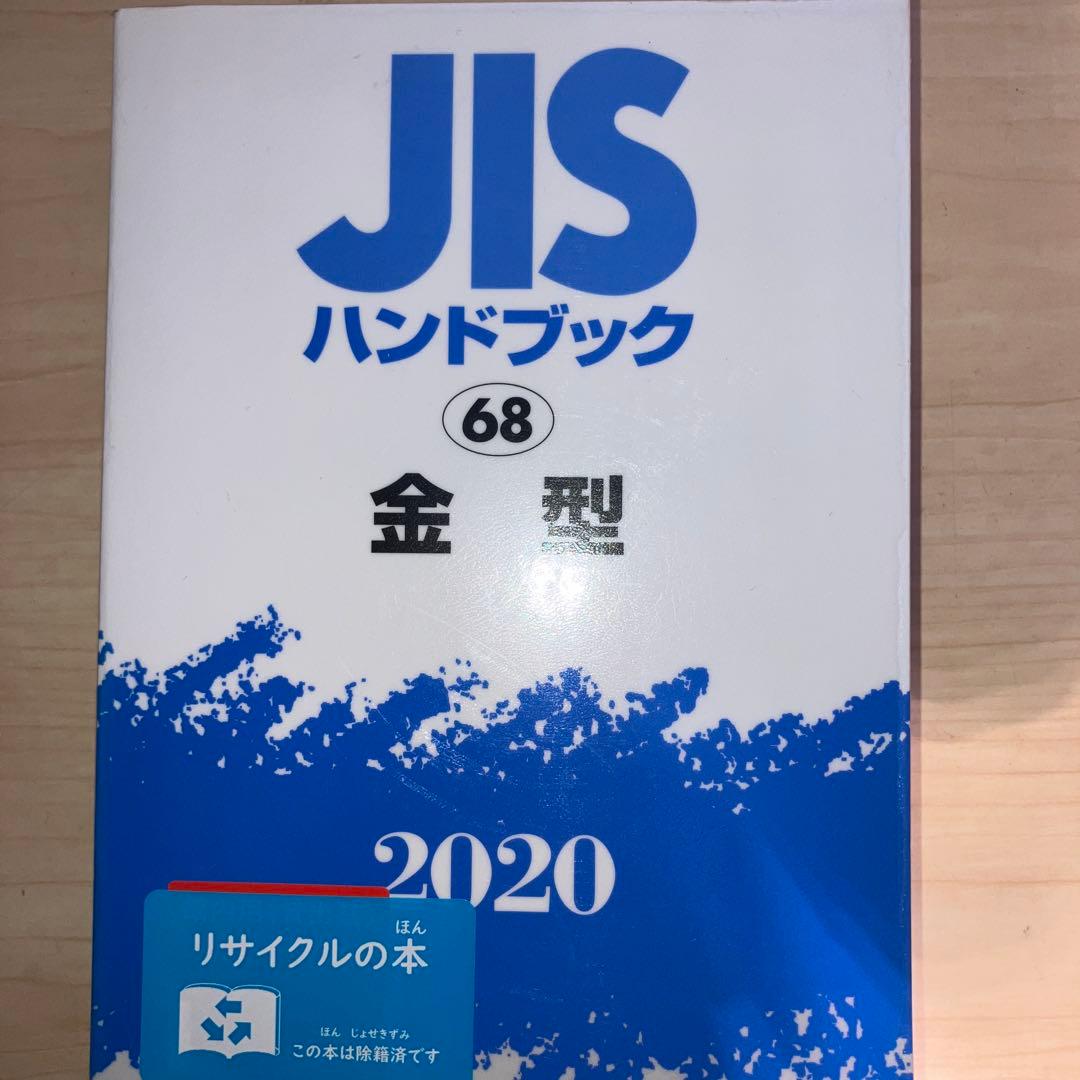 JIS
ハンドブック
68
金型
2020
リサイクルの本
ほん
ほん じょせきずみ
この本は除籍済です